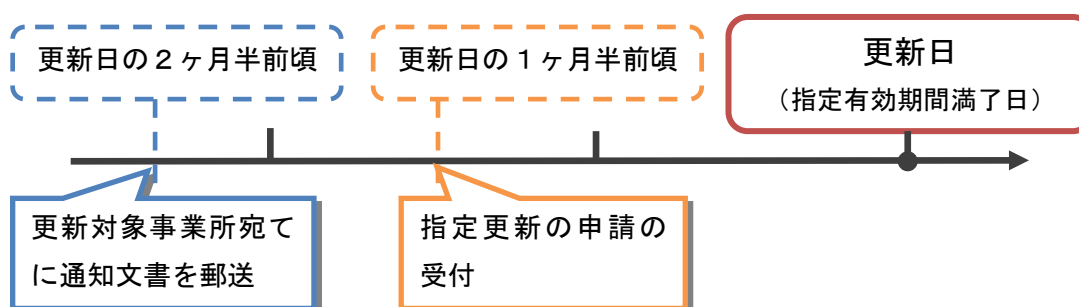 更新日の２ヶ月半前頃
更新日の１ヶ月半前頃
更新日
（指定有効期間満了日）
更新対象事業所宛て
に通知文書を郵送
指定更新の申請の
受付